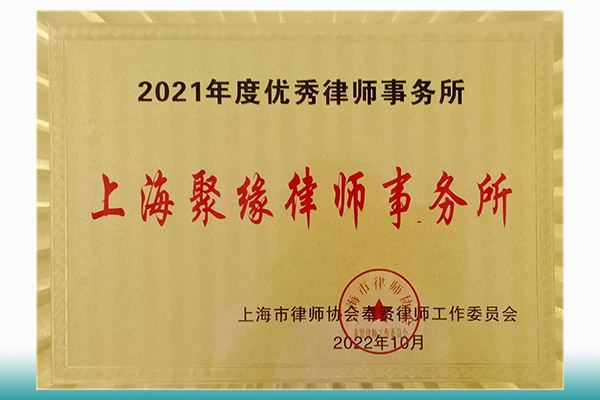 2021年度优秀律师事务所
上海聚缘律师事务所
上海市律师协会奉贤律师工作委员会
2022年10月